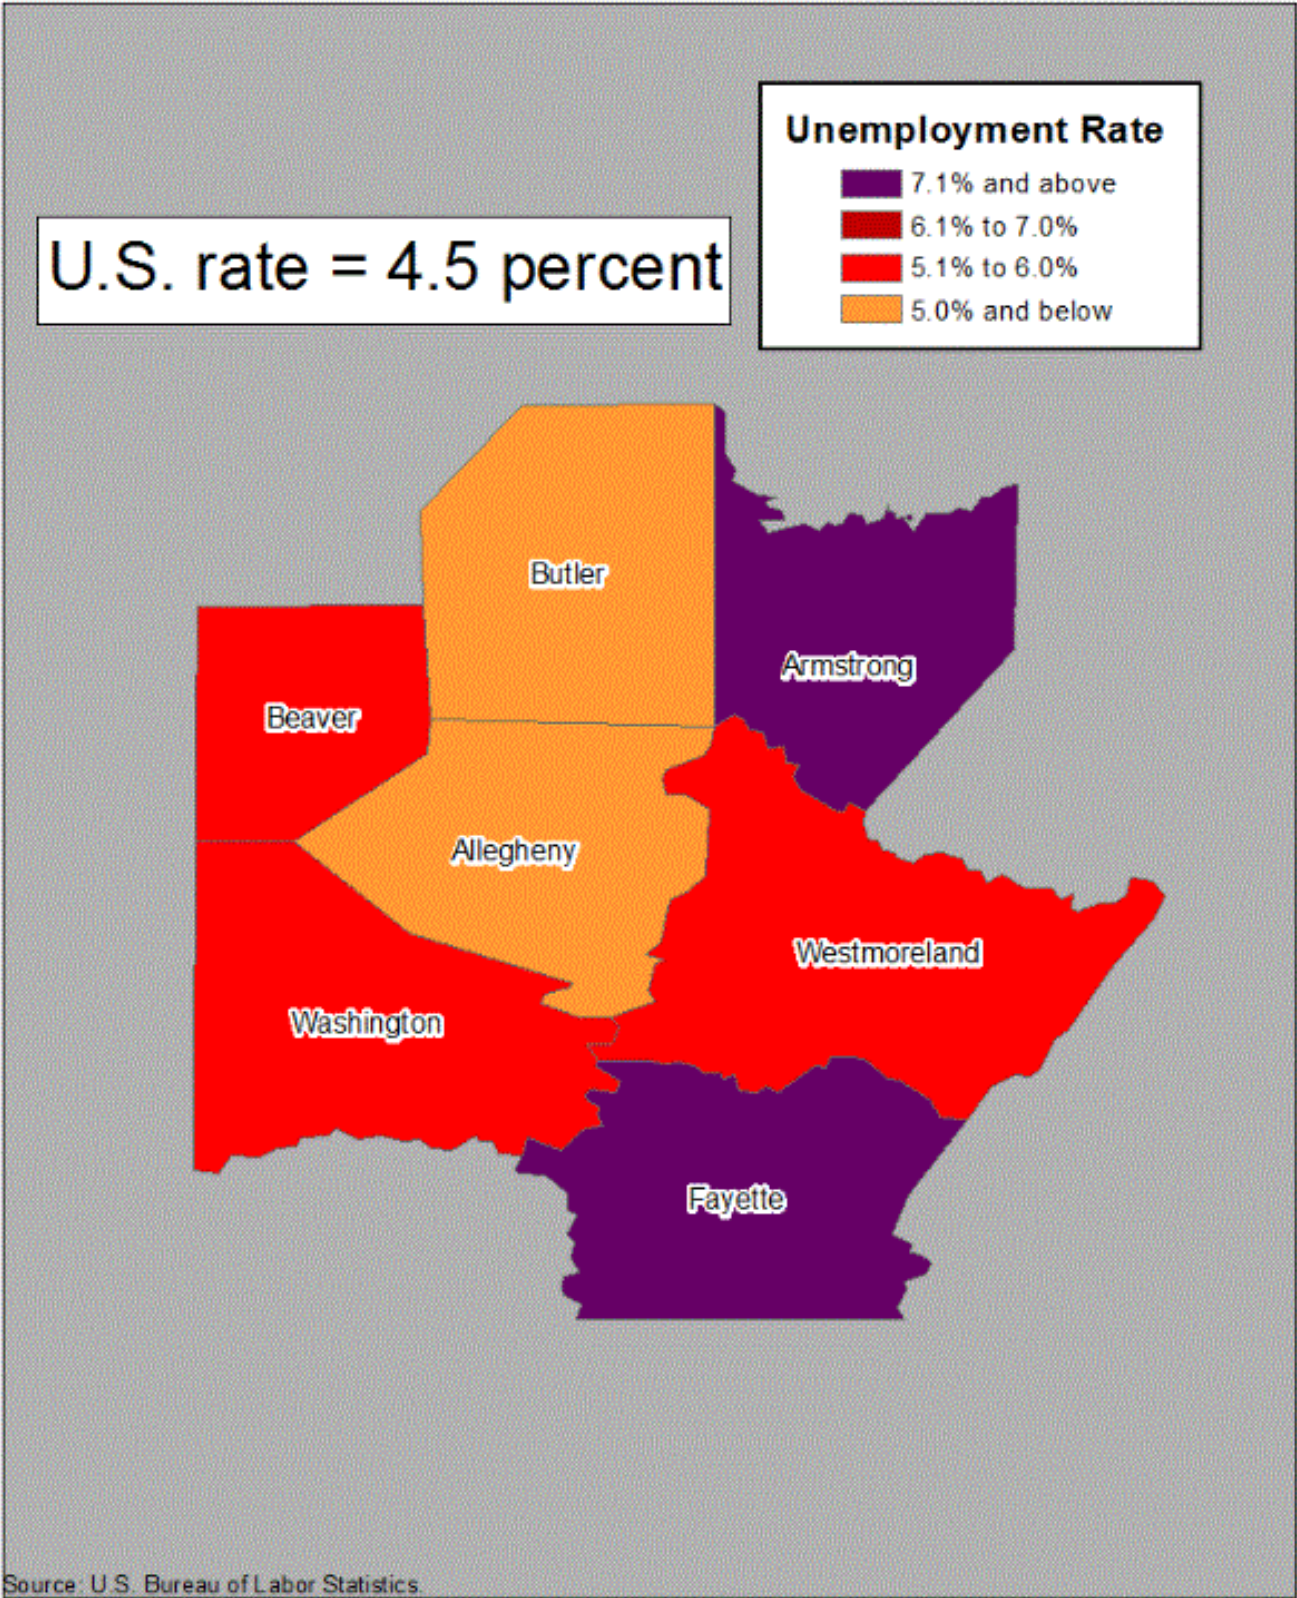 Unemployment Rate
7.1% and above
6.1% to 7.0%
5.1% to 6.0%
5.0% and below
U.S. rate = 4.5 percent
Butler
Armstrong
Beaver
Allegheny
Westmoreland
Washington
Fayette
Source: U.S. Bureau of Labor Statistics.